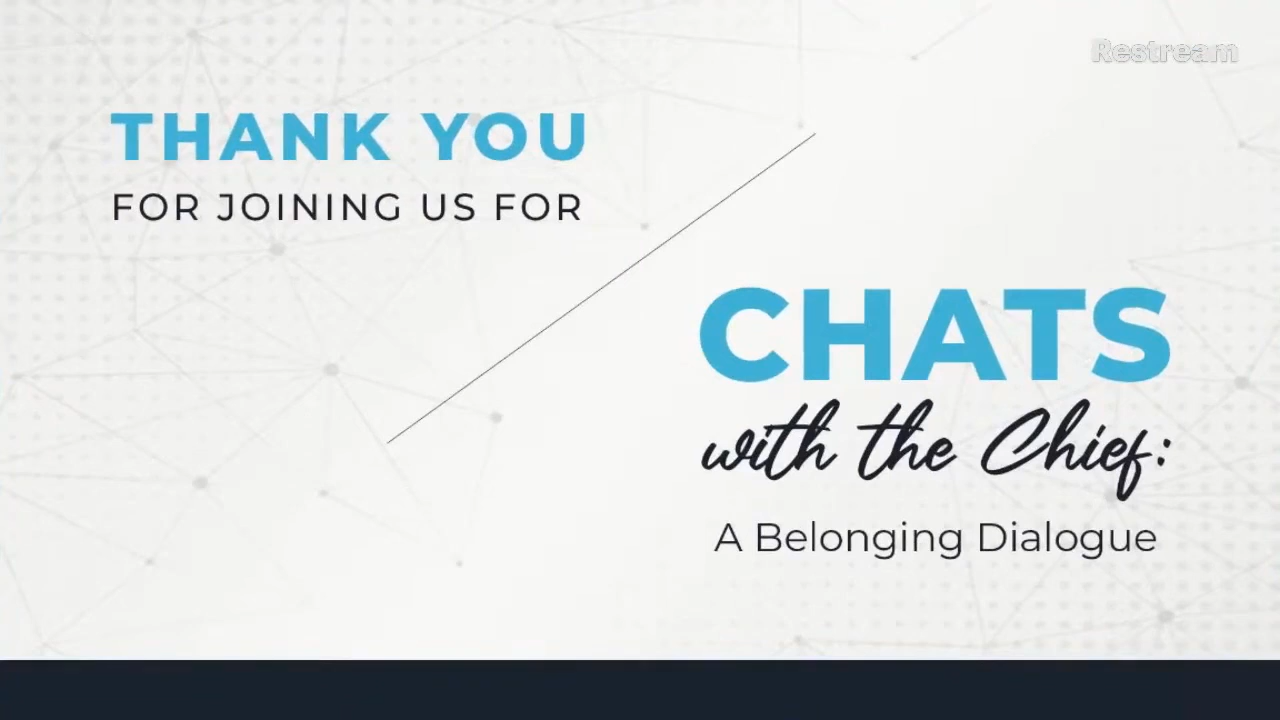 Restream
THANK YOU
FOR JOINING US FOR
CHATS
with the Chief:
A Belonging Dialogue